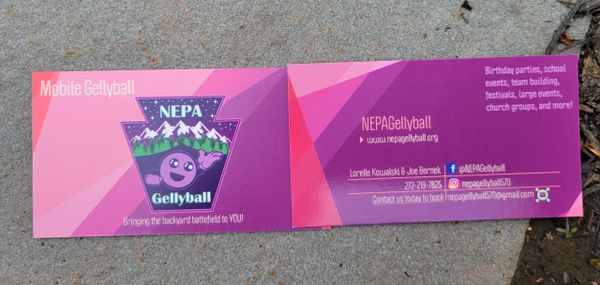 Mobile Gellyball
NEPA
Gellyball
Bringing the backyard battlefield to YOU!
Birthday parties, school
events, team building,
festivals, large events,
church groups, and more!
NEPAGellyball
www.nepagellyball.org
Lorelle Kowalski & Joe Bernek
@NEPAGellyball
272-219-7825
nepagellyball570
Contact us today to book
nepagellyball570@gmail.com